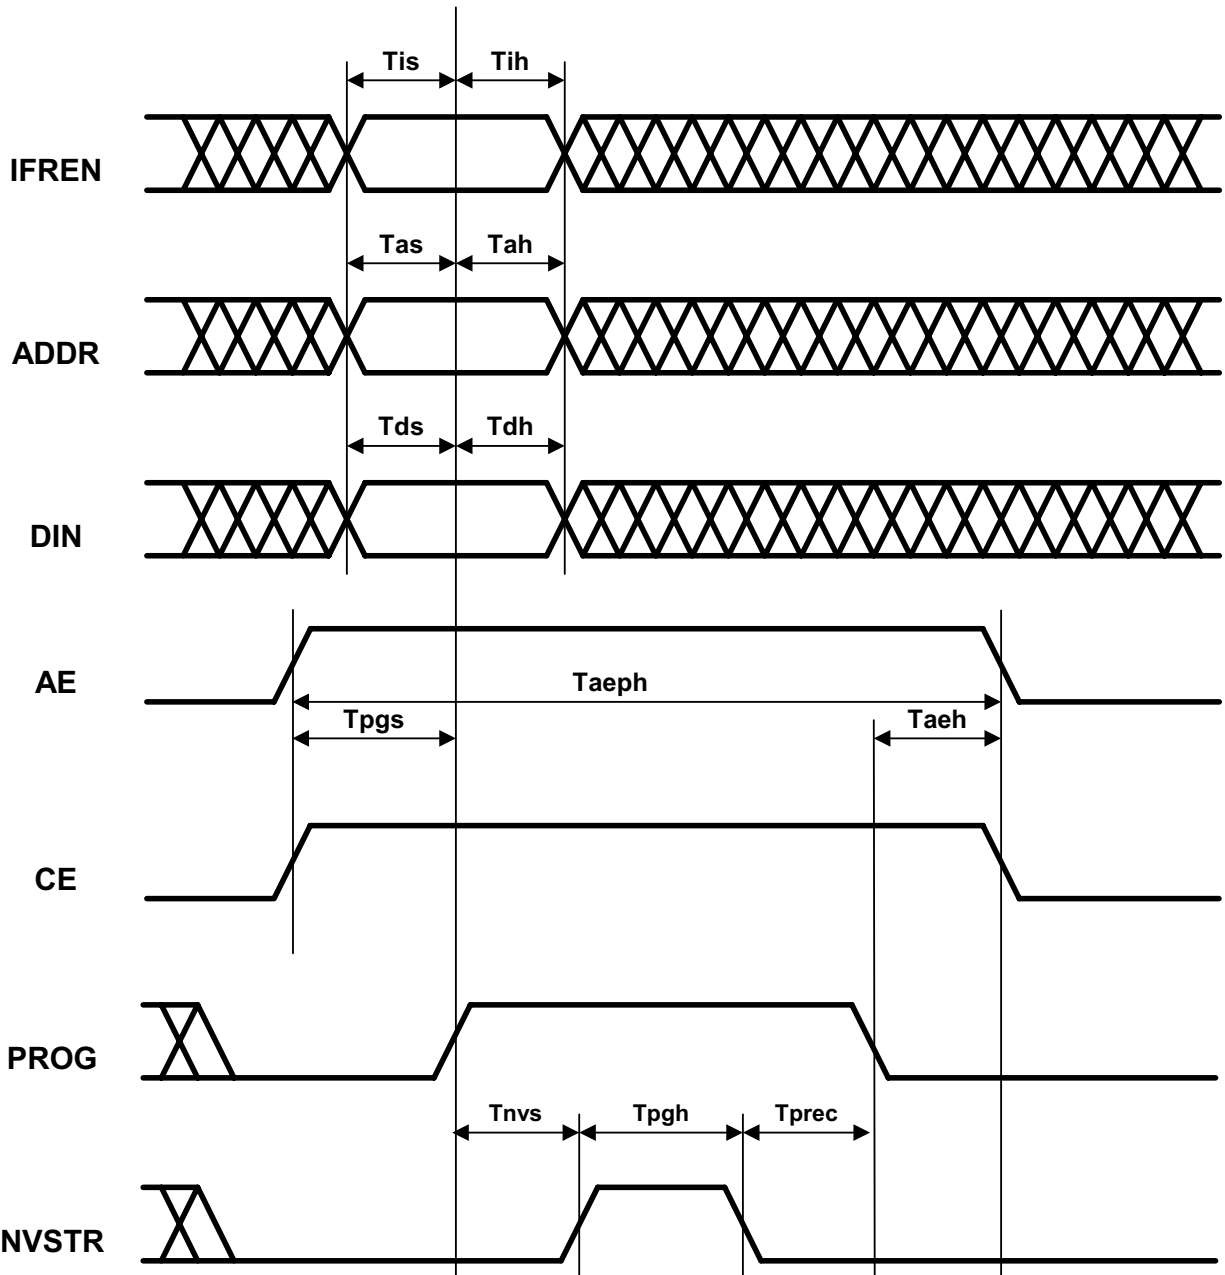 Tis Tih
IFREN
Tas Tah
ADDR
Tds Tdh
DIN
AE
Taeph
Tpgs Taeh
CE
PROG
Tnvs Tpgh Tprec
NVSTR